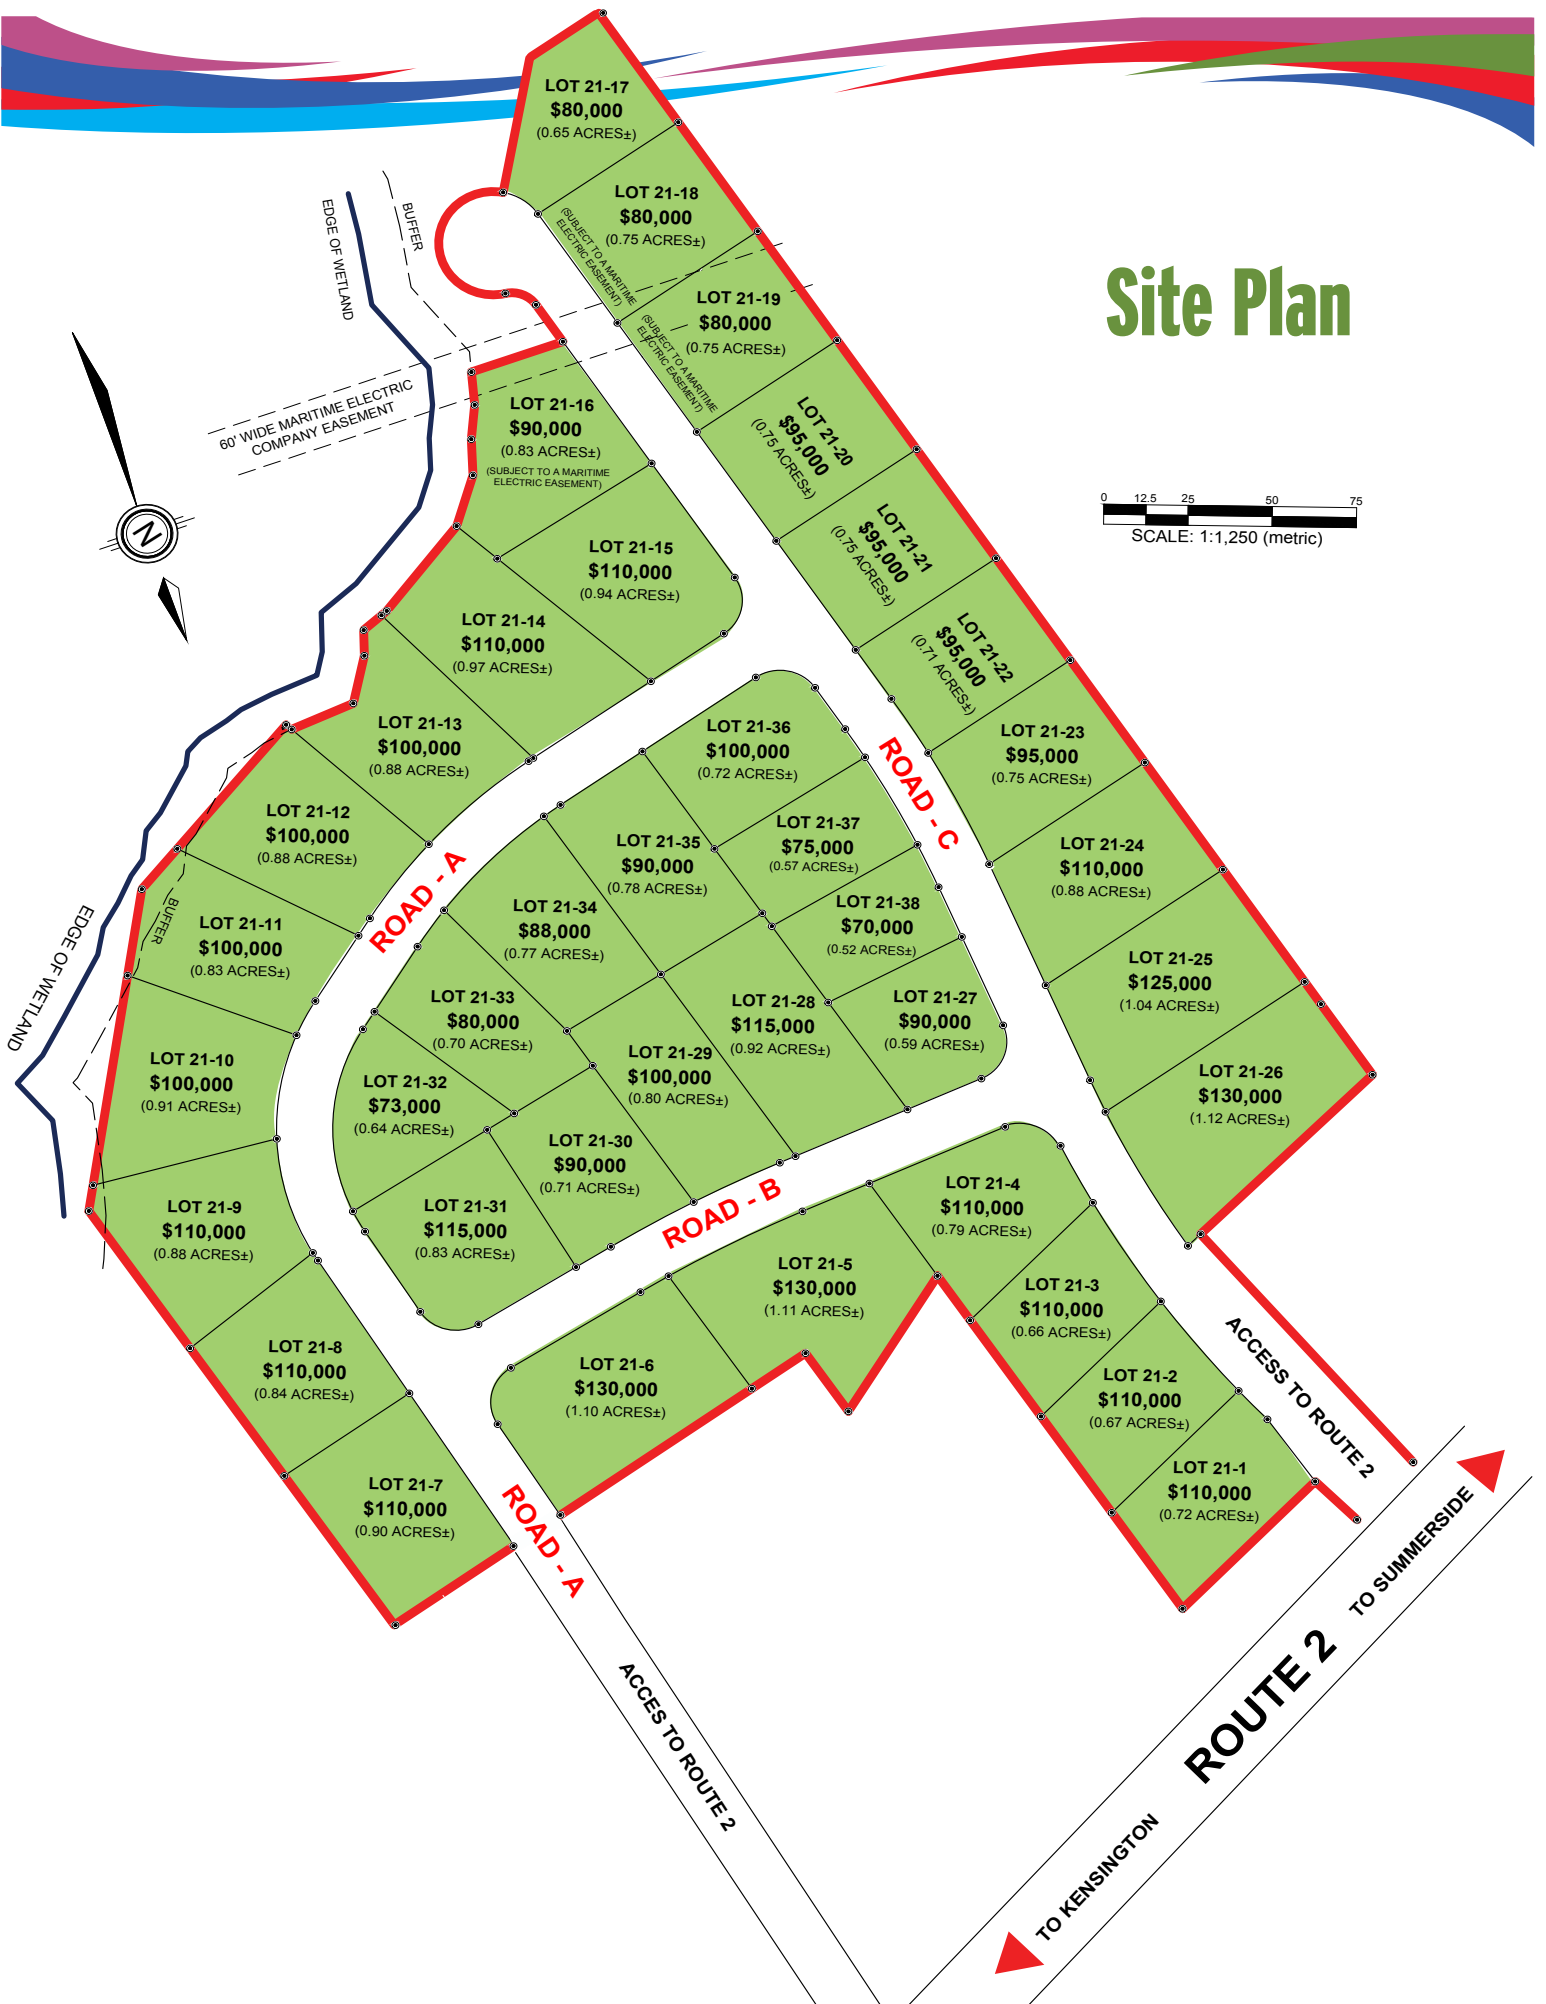 LOT 21-17
$80,000
(0.65 ACRES±)
LOT 21-18
$80,000
(0.75 ACRES±)
(SUBJECT TO A MARITIME
ELECTRIC EASEMENT)
EDGE OF WETLAND
BUFFER
Site Plan
LOT 21-19
$80,000
(0.75 ACRES±)
(SUBJECT TO A MARITIME
ELECTRIC EASEMENT)
60' WIDE MARITIME ELECTRIC
COMPANY EASEMENT
LOT 21-16
$90,000
(0.83 ACRES±)
(SUBJECT TO A MARITIME
ELECTRIC EASEMENT)
LOT 21-20
$95,000
(0.75 ACRES±)
N
0 12.5 25 50 75
SCALE: 1:1,250 (metric)
LOT 21-15
$110,000
(0.94 ACRES±)
LOT 21-21
$95,000
(0.75 ACRES±)
LOT 21-14
$110,000
(0.97 ACRES±)
LOT 21-22
$95,000
(0.71 ACRES±)
LOT 21-13
$100,000
(0.88 ACRES±)
LOT 21-36
$100,000
(0.72 ACRES±)
LOT 21-23
$95,000
(0.75 ACRES±)
ROAD - C
LOT 21-12
$100,000
(0.88 ACRES±)
LOT 21-35
$90,000
(0.78 ACRES±)
LOT 21-37
$75,000
(0.57 ACRES±)
LOT 21-24
$110,000
(0.88 ACRES±)
ROAD - A
LOT 21-11
$100,000
(0.83 ACRES±)
BUFFER
EDGE OF WETLAND
LOT 21-34
$88,000
(0.77 ACRES±)
LOT 21-38
$70,000
(0.52 ACRES±)
LOT 21-25
$125,000
(1.04 ACRES±)
LOT 21-33
$80,000
(0.70 ACRES±)
LOT 21-28
$115,000
(0.92 ACRES±)
LOT 21-27
$90,000
(0.59 ACRES±)
LOT 21-10
$100,000
(0.91 ACRES±)
LOT 21-32
$73,000
(0.64 ACRES±)
LOT 21-29
$100,000
(0.80 ACRES±)
LOT 21-26
$130,000
(1.12 ACRES±)
LOT 21-30
$90,000
(0.71 ACRES±)
LOT 21-9
$110,000
(0.88 ACRES±)
LOT 21-31
$115,000
(0.83 ACRES±)
ROAD - B
LOT 21-4
$110,000
(0.79 ACRES±)
LOT 21-5
$130,000
(1.11 ACRES±)
LOT 21-3
$110,000
(0.66 ACRES±)
LOT 21-8
$110,000
(0.84 ACRES±)
LOT 21-6
$130,000
(1.10 ACRES±)
LOT 21-2
$110,000
(0.67 ACRES±)
ACCESS TO ROUTE 2
LOT 21-7
$110,000
(0.90 ACRES±)
LOT 21-1
$110,000
(0.72 ACRES±)
ROAD - A
TO SUMMERSIDE
ROUTE 2
ACCES TO ROUTE 2
TO KENSINGTON